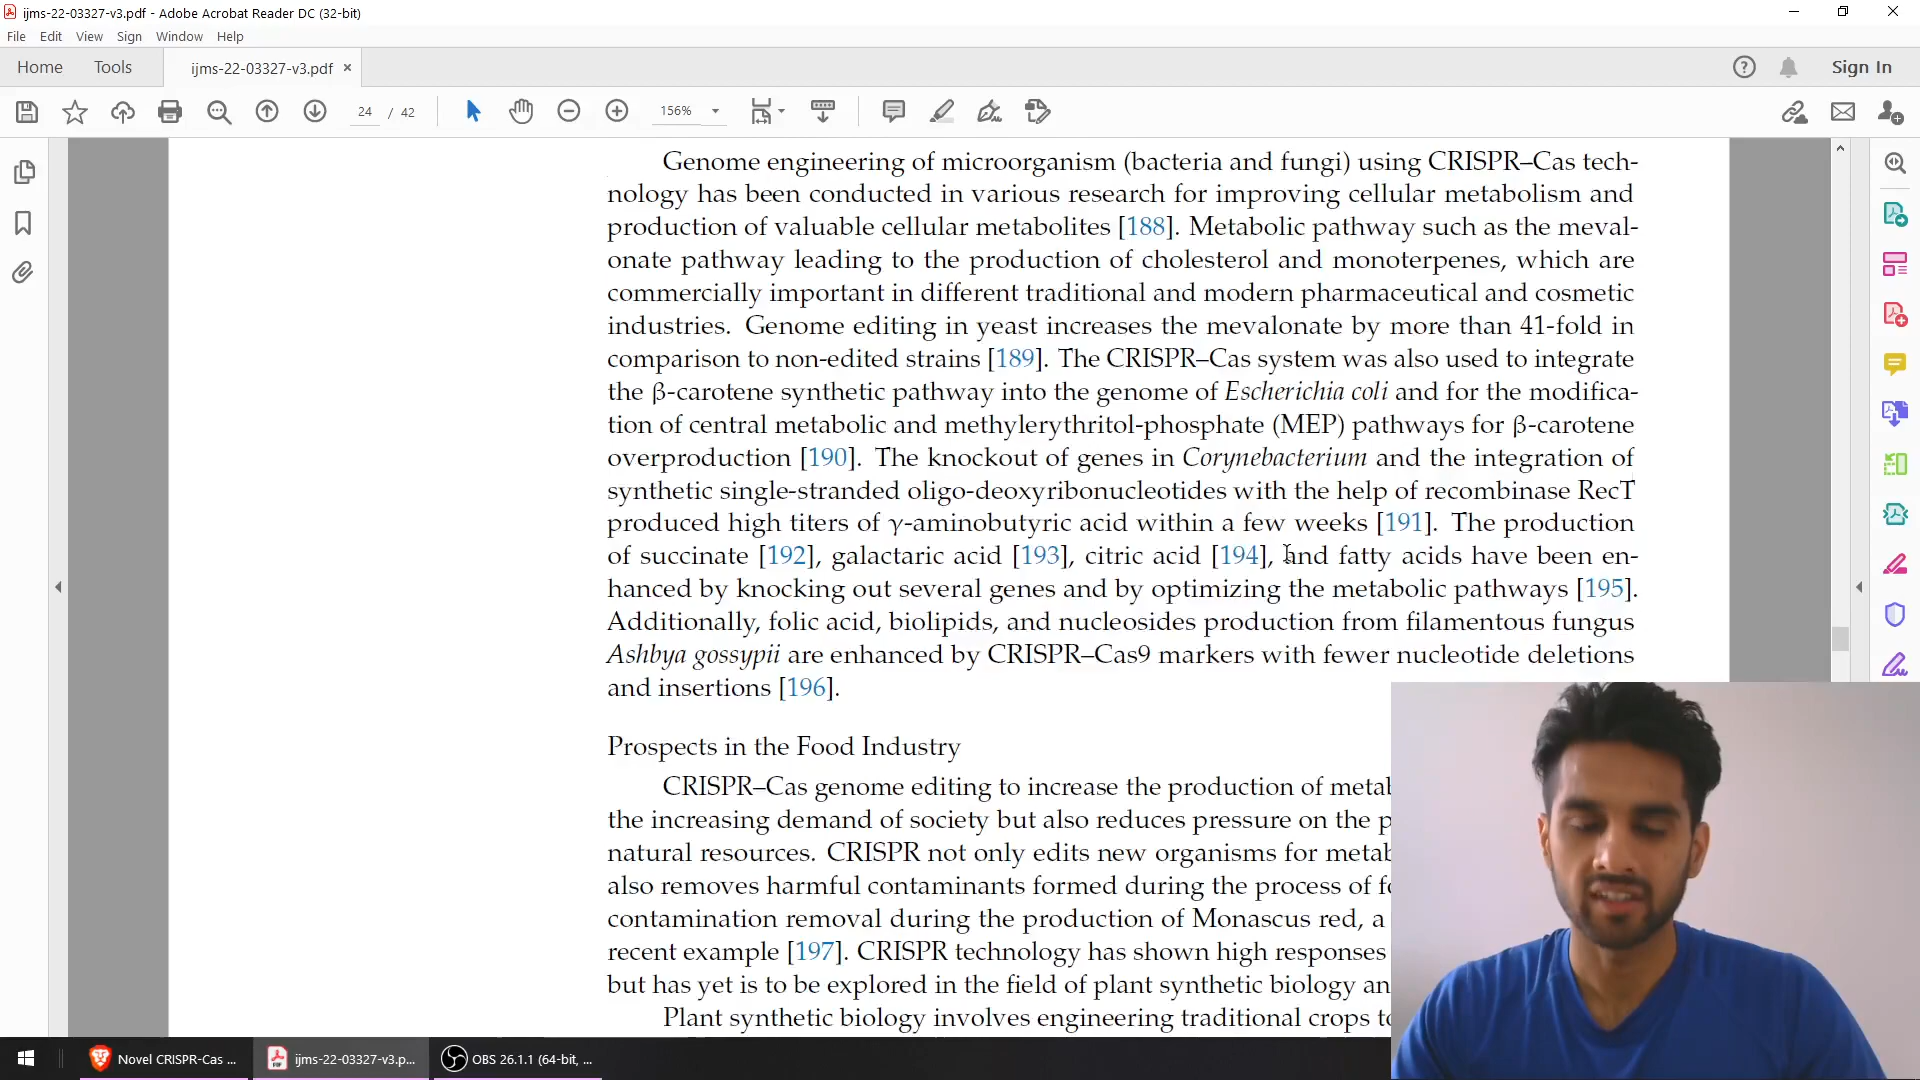 ijms-22-03327-v3.pdf - Adobe Acrobat Reader DC (32-bit)
File Edit View Sign Window Help
Home Tools ijms-22-03327-v3.pdf × Sign In
24 / 42 156%
Genome engineering of microorganism (bacteria and fungi) using CRISPR–Cas tech-
nology has been conducted in various research for improving cellular metabolism and
production of valuable cellular metabolites [188]. Metabolic pathway such as the meval-
onate pathway leading to the production of cholesterol and monoterpenes, which are
commercially important in different traditional and modern pharmaceutical and cosmetic
industries. Genome editing in yeast increases the mevalonate by more than 41-fold in
comparison to non-edited strains [189]. The CRISPR–Cas system was also used to integrate
the β-carotene synthetic pathway into the genome of Escherichia coli and for the modifica-
tion of central metabolic and methylerythritol-phosphate (MEP) pathways for β-carotene
overproduction [190]. The knockout of genes in Corynebacterium and the integration of
synthetic single-stranded oligo-deoxyribonucleotides with the help of recombinase RecT
produced high titers of γ-aminobutyric acid within a few weeks [191]. The production
of succinate [192], galactaric acid [193], citric acid [194], and fatty acids have been en-
hanced by knocking out several genes and by optimizing the metabolic pathways [195].
Additionally, folic acid, biolipids, and nucleosides production from filamentous fungus
Ashbya gossypii are enhanced by CRISPR–Cas9 markers with fewer nucleotide deletions
and insertions [196].
Prospects in the Food Industry
CRISPR–Cas genome editing to increase the production of metab
the increasing demand of society but also reduces pressure on the p
natural resources. CRISPR not only edits new organisms for metab
also removes harmful contaminants formed during the process of fo
contamination removal during the production of Monascus red, a
recent example [197]. CRISPR technology has shown high responses
but has yet is to be explored in the field of plant synthetic biology an
Plant synthetic biology involves engineering traditional crops to
Novel CRISPR-Cas ... ijms-22-03327-v3.p... OBS 26.1.1 (64-bit, ...